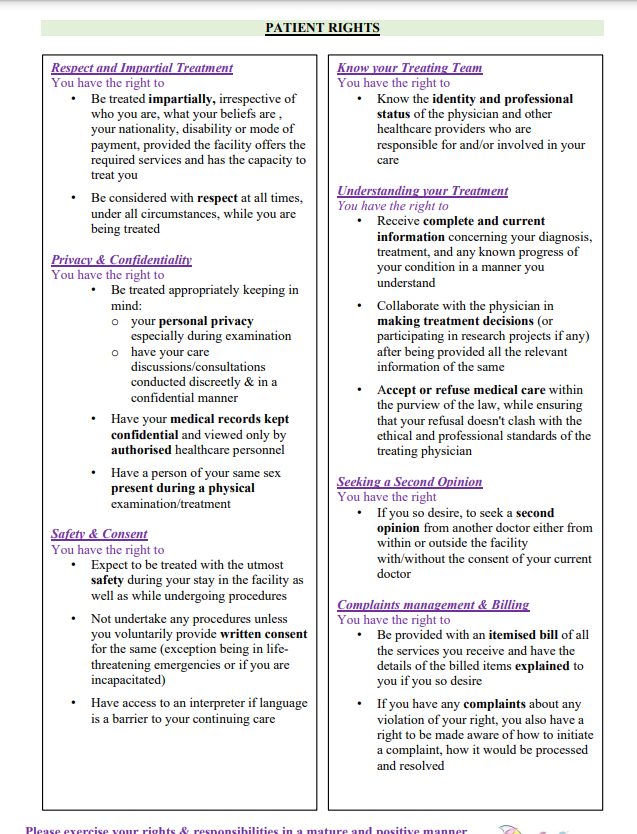 PATIENT RIGHTS
Respect and Impartial Treatment
You have the right to
• Be treated impartially, irrespective of
who you are, what your beliefs are ,
your nationality, disability or mode of
payment, provided the facility offers the
required services and has the capacity to
treat you
• Be considered with respect at all times,
under all circumstances, while you are
being treated
Privacy & Confidentiality
You have the right to
• Be treated appropriately keeping in
mind:
o your personal privacy
especially during examination
o have your care
discussions/consultations
conducted discreetly & in a
confidential manner
• Have your medical records kept
confidential and viewed only by
authorised healthcare personnel
• Have a person of your same sex
present during a physical
examination/treatment
Safety & Consent
You have the right to
• Expect to be treated with the utmost
safety during your stay in the facility as
well as while undergoing procedures
• Not undertake any procedures unless
you voluntarily provide written consent
for the same (exception being in life-
threatening emergencies or if you are
incapacitated)
• Have access to an interpreter if language
is a barrier to your continuing care
Know your Treating Team
You have the right to
• Know the identity and professional
status of the physician and other
healthcare providers who are
responsible for and/or involved in your
care
Understanding your Treatment
You have the right to
• Receive complete and current
information concerning your diagnosis,
treatment, and any known progress of
your condition in a manner you
understand
• Collaborate with the physician in
making treatment decisions (or
participating in research projects if any)
after being provided all the relevant
information of the same
• Accept or refuse medical care within
the purview of the law, while ensuring
that your refusal doesn't clash with the
ethical and professional standards of the
treating physician
Seeking a Second Opinion
You have the right
• If you so desire, to seek a second
opinion from another doctor either from
within or outside the facility
with/without the consent of your current
doctor
Complaints management & Billing
You have the right to
• Be provided with an itemised bill of all
the services you receive and have the
details of the billed items explained to
you if you so desire
• If you have any complaints about any
violation of your right, you also have a
right to be made aware of how to initiate
a complaint, how it would be processed
and resolved
Please exercise your rights & responsibilities in a mature and positive manner